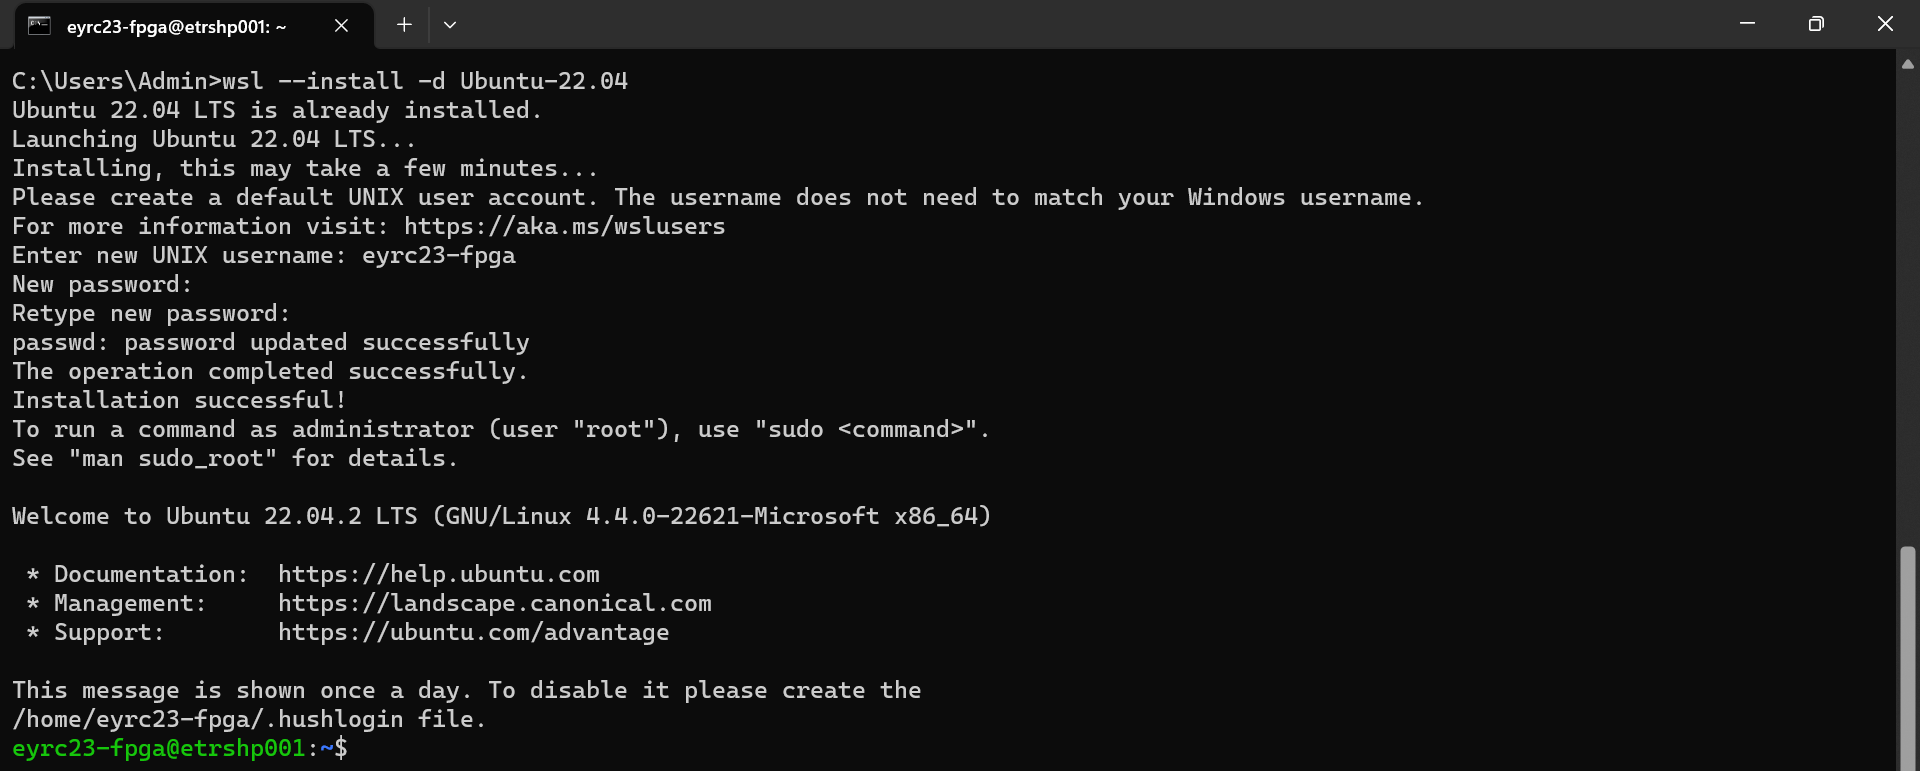 eyrc23-fpga@etrshp001: ~
C:\Users\Admin>wsl --install -d Ubuntu-22.04
Ubuntu 22.04 LTS is already installed.
Launching Ubuntu 22.04 LTS...
Installing, this may take a few minutes...
Please create a default UNIX user account. The username does not need to match your Windows username.
For more information visit: https://aka.ms/wslusers
Enter new UNIX username: eyrc23-fpga
New password:
Retype new password:
passwd: password updated successfully
The operation completed successfully.
Installation successful!
To run a command as administrator (user "root"), use "sudo <command>".
See "man sudo_root" for details.
Welcome to Ubuntu 22.04.2 LTS (GNU/Linux 4.4.0-22621-Microsoft x86_64)
* Documentation:  https://help.ubuntu.com
* Management:     https://landscape.canonical.com
* Support:        https://ubuntu.com/advantage
This message is shown once a day. To disable it please create the
/home/eyrc23-fpga/.hushlogin file.
eyrc23-fpga@etrshp001:~$